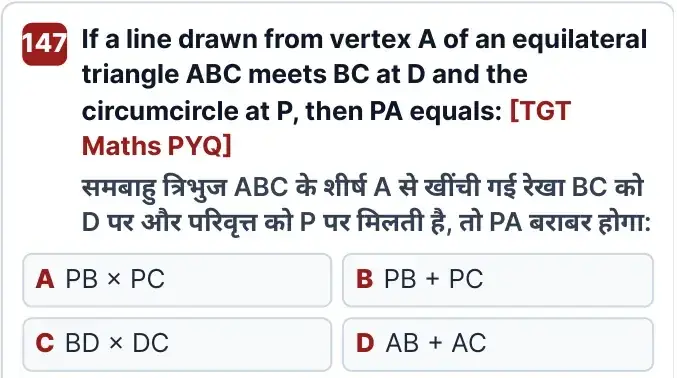 147 If a line drawn from vertex A of an equilateral
triangle ABC meets BC at D and the
circumcircle at P, then PA equals: [TGT
Maths PYQ]
समबाहु त्रिभुज ABC के शीर्ष A से खींची गई रेखा BC को
D पर और परिवृत्त को P पर मिलती है, तो PA बराबर होगा:
A PB × PC
B PB + PC
C BD × DC
D AB + AC